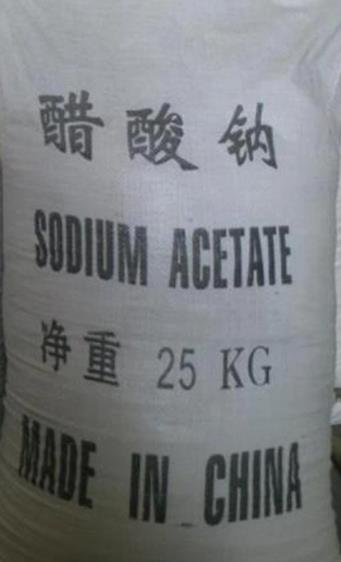 醋酸钠
SODIUM ACETATE
净重 25 KG
MADE IN CHINA